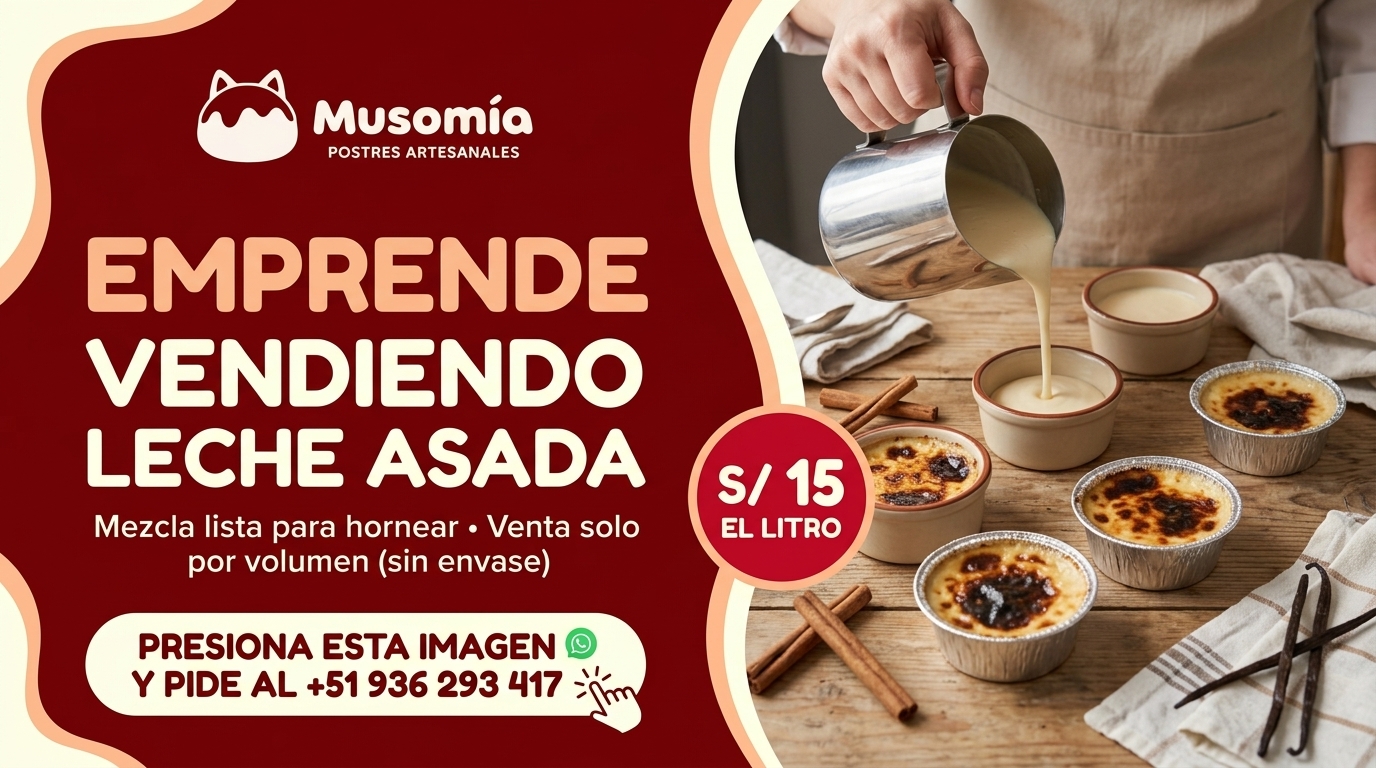 Musomía
POSTRES ARTESANALES
EMPRENDE
VENDIENDO
LECHE ASADA
Mezcla lista para hornear • Venta solo
por volumen (sin envase)
S/ 15
EL LITRO
PRESIONA ESTA IMAGEN
Y PIDE AL +51 936 293 417